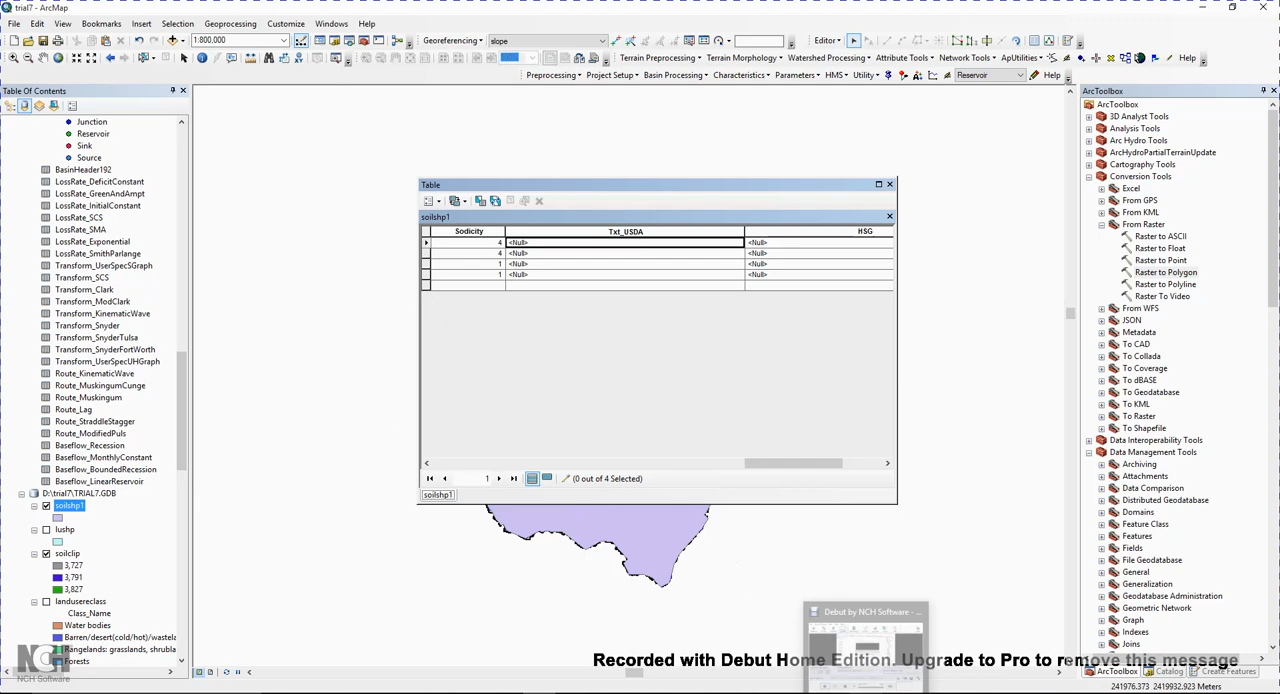 trial7 - ArcMap
File Edit View Bookmarks Insert Selection Geoprocessing Customize Windows Help
1:800,000 Georeferencing slope Editor
Terrain Preprocessing Terrain Morphology Watershed Processing Attribute Tools Network Tools ApUtilities Help
Preprocessing Project Setup Basin Processing Characteristics Parameters HMS Utility Reservoir Help
Table Of Contents
Junction
Reservoir
Sink
Source
BasinHeader192
LossRate_DeficitConstant
LossRate_GreenAndAmpt
LossRate_InitialConstant
LossRate_SCS
LossRate_SMA
LossRate_Exponential
LossRate_SmithParlange
Transform_UserSpecSGraph
Transform_SCS
Transform_Clark
Transform_ModClark
Transform_KinematicWave
Transform_Snyder
Transform_SnyderTulsa
Transform_SnyderFortWorth
Transform_UserSpecUHGraph
Route_KinematicWave
Route_MuskingumCunge
Route_Muskingum
Route_Lag
Route_StraddleStagger
Route_ModifiedPuls
Baseflow_Recession
Baseflow_MonthlyConstant
Baseflow_BoundedRecession
Baseflow_LinearReservoir
D:\trial7\TRIAL7.GDB
soilshp1
lushp
soilclip
3,727
3,791
3,827
landusereclass
Class_Name
Water bodies
Barren/desert(cold/hot)/wastela
Rangelands: grasslands, shrubla
Forests
NCH
NCH Software
Table
soilshp1
Sodicity Txt_USDA HSG
4 <Null> <Null>
4 <Null> <Null>
1 <Null> <Null>
1 <Null> <Null>
1 (0 out of 4 Selected)
soilshp1
Debut by NCH Software - ...
Recorded with Debut Home Edition. Upgrade to Pro to remove this message
ArcToolbox
ArcToolbox
3D Analyst Tools
Analysis Tools
Arc Hydro Tools
ArcHydroPartialTerrainUpdate
Cartography Tools
Conversion Tools
Excel
From GPS
From KML
From Raster
Raster to ASCII
Raster to Float
Raster to Point
Raster to Polygon
Raster to Polyline
Raster To Video
From WFS
JSON
Metadata
To CAD
To Collada
To Coverage
To dBASE
To Geodatabase
To KML
To Raster
To Shapefile
Data Interoperability Tools
Data Management Tools
Archiving
Attachments
Data Comparison
Distributed Geodatabase
Domains
Feature Class
Features
Fields
File Geodatabase
General
Generalization
Geodatabase Administration
Geometric Network
Graph
Indexes
Joins
ArcToolbox Catalog Create Features
241976.373 2419932.923 Meters